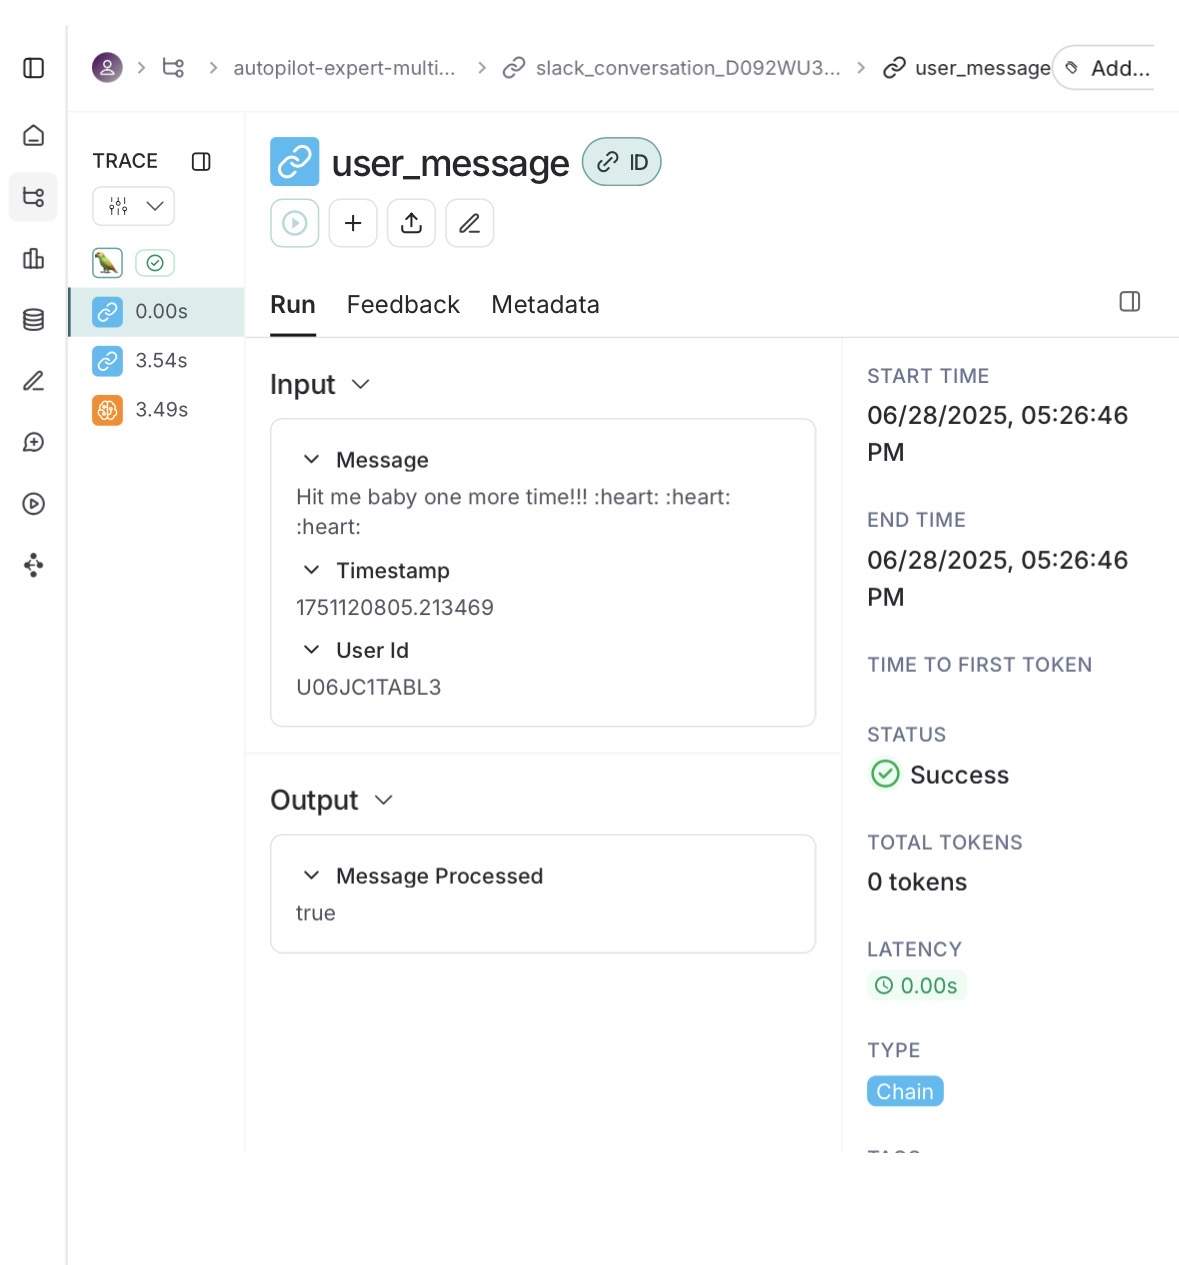 autopilot-expert-multi...
slack_conversation_D092WU3...
user_message
Add...
TRACE
user_message
ID
0.00s
3.54s
3.49s
Run
Feedback
Metadata
Input
Message
Hit me baby one more time!!! :heart: :heart:
:heart:
Timestamp
1751120805.213469
User Id
U06JC1TABL3
Output
Message Processed
true
START TIME
06/28/2025, 05:26:46
PM
END TIME
06/28/2025, 05:26:46
PM
TIME TO FIRST TOKEN
STATUS
Success
TOTAL TOKENS
0 tokens
LATENCY
0.00s
TYPE
Chain